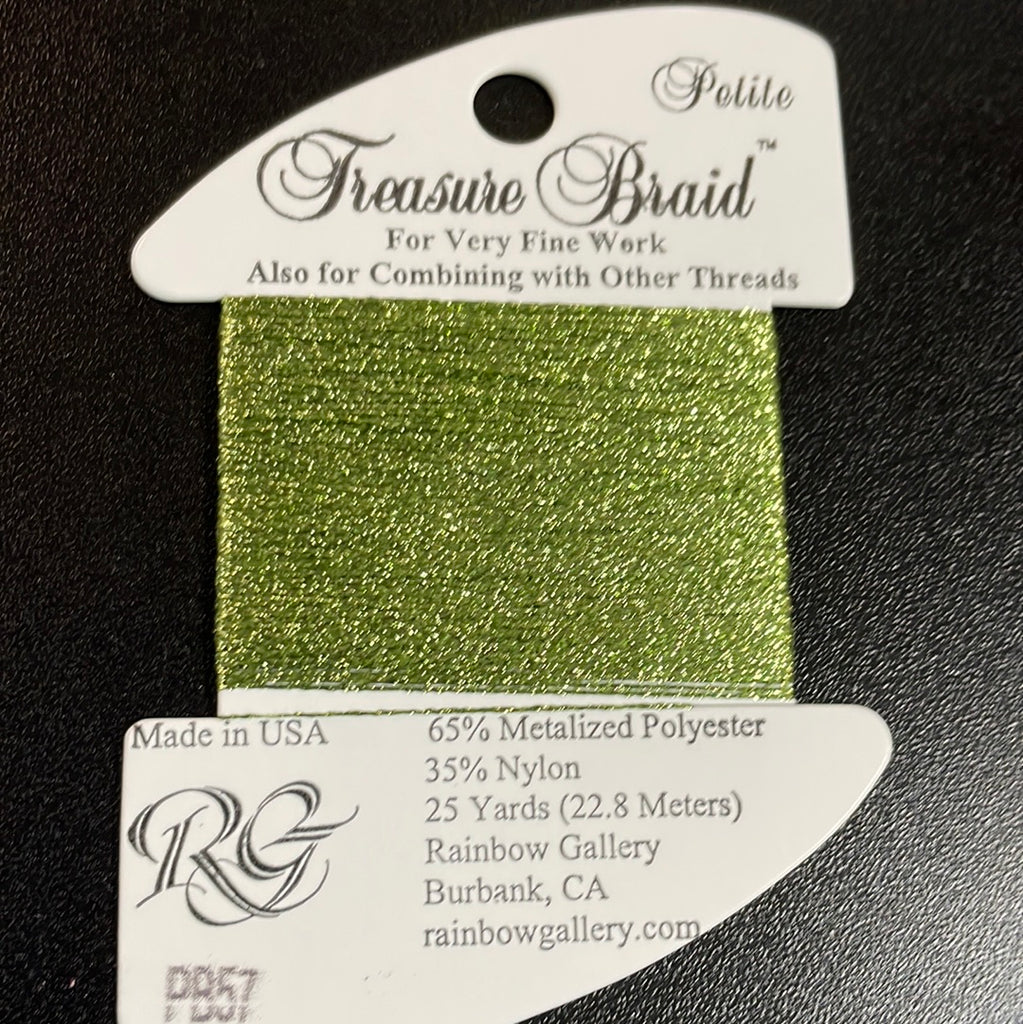 Petite
Treasure Braid™
For Very Fine Work
Also for Combining with Other Threads
Made in USA
RG
65% Metalized Polyester
35% Nylon
25 Yards (22.8 Meters)
Rainbow Gallery
Burbank, CA
rainbowgallery.com